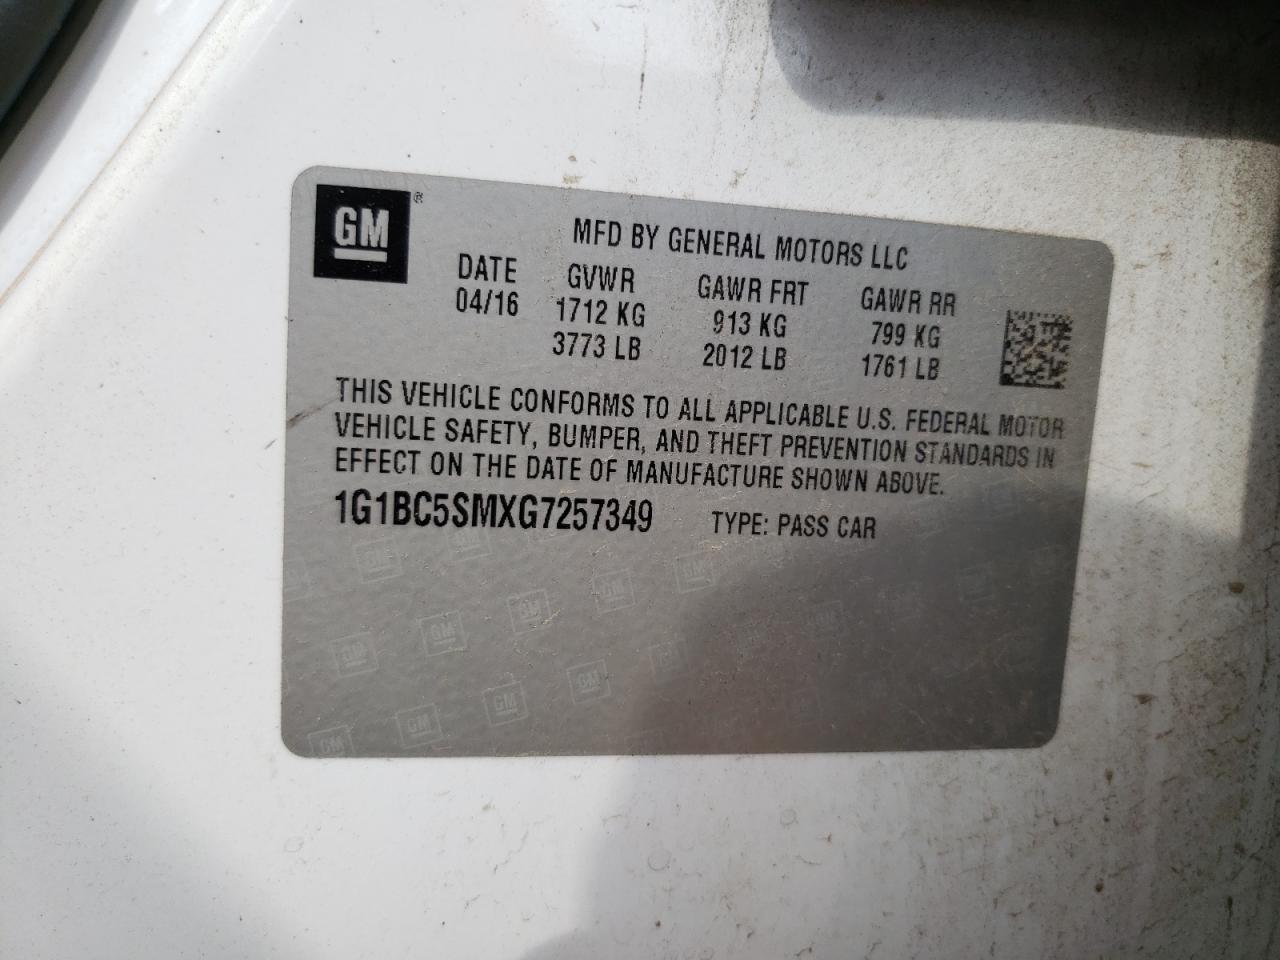 GM®
MFD BY GENERAL MOTORS LLC
DATE GVWR GAWR FRT GAWR RR
04/16 1712 KG 913 KG 799 KG
3773 LB 2012 LB 1761 LB
THIS VEHICLE CONFORMS TO ALL APPLICABLE U.S. FEDERAL MOTOR
VEHICLE SAFETY, BUMPER, AND THEFT PREVENTION STANDARDS IN
EFFECT ON THE DATE OF MANUFACTURE SHOWN ABOVE.
1G1BC5SMXG7257349 TYPE: PASS CAR